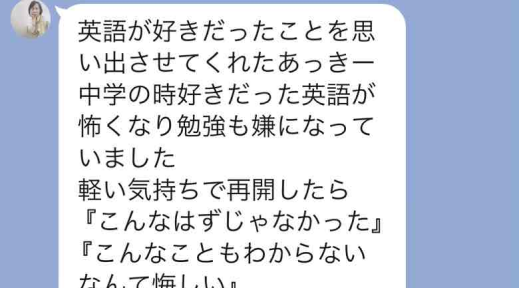 英語が好きだったことを思
い出させてくれたあっきー
中学の時好きだった英語が
怖くなり勉強も嫌になって
いました
軽い気持ちで再開したら
『こんなはずじゃなかった』
『こんなこともわからない
なんて悔しい』